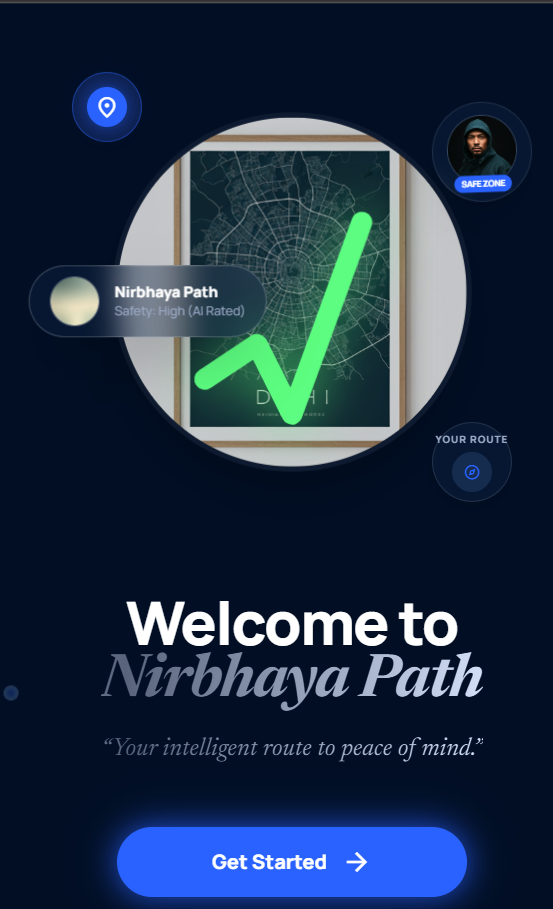 SAFE ZONE
Nirbhaya Path
Safety: High (AI Rated)
YOUR ROUTE
Welcome to
Nirbhaya Path
“Your intelligent route to peace of mind.”
Get Started